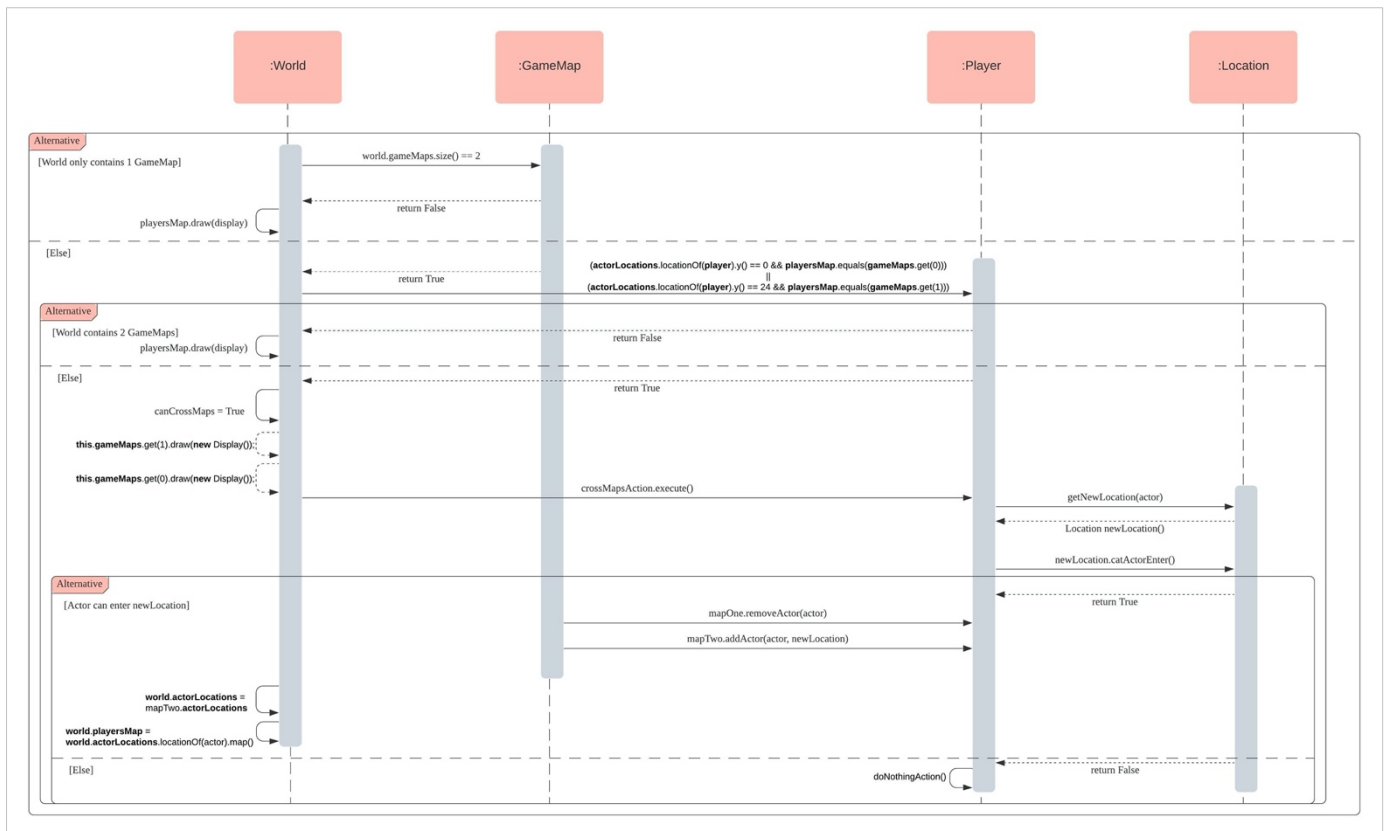 :World
:GameMap
:Player
:Location
Alternative
[World only contains 1 GameMap]
world.gameMaps.size() == 2
return False
playersMap.draw(display)
[Else]
return True
(actorLocations.locationOf(player).y() == 0 && playersMap.equals(gameMaps.get(0)))
||
(actorLocations.locationOf(player).y() == 24 && playersMap.equals(gameMaps.get(1)))
Alternative
[World contains 2 GameMaps]
return False
playersMap.draw(display)
[Else]
return True
canCrossMaps = True
this.gameMaps.get(1).draw(new Display());
this.gameMaps.get(0).draw(new Display());
crossMapsAction.execute()
getNewLocation(actor)
Location newLocation()
newLocation.catActorEnter()
Alternative
[Actor can enter newLocation]
return True
mapOne.removeActor(actor)
mapTwo.addActor(actor, newLocation)
world.actorLocations =
mapTwo.actorLocations
world.playersMap =
world.actorLocations.locationOf(actor).map()
[Else]
return False
doNothingAction()